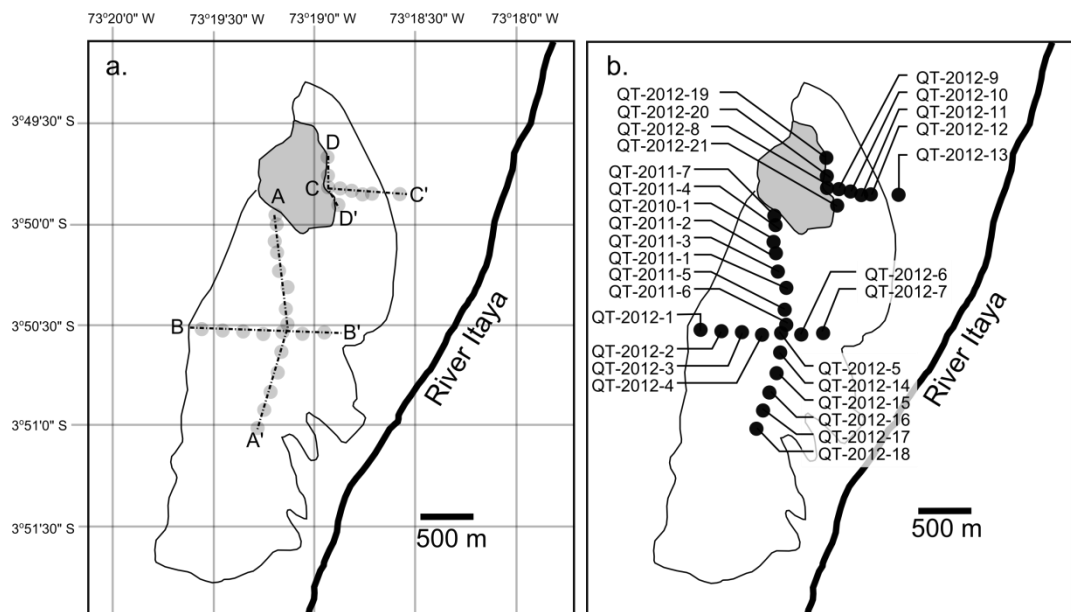 73°20'0" W
73°19'30" W
73°19'0" W
73°18'30" W
73°18'0" W
a.
3°49'30" S
3°50'0" S
3°50'30" S
3°51'0" S
3°51'30" S
D
C
C'
A
D'
B
B'
A'
River Itaya
500 m
b.
QT-2012-19
QT-2012-20
QT-2012-8
QT-2012-21
QT-2011-7
QT-2011-4
QT-2010-1
QT-2011-2
QT-2011-3
QT-2011-1
QT-2011-5
QT-2011-6
QT-2012-1
QT-2012-2
QT-2012-3
QT-2012-4
QT-2012-9
QT-2012-10
QT-2012-11
QT-2012-12
QT-2012-13
QT-2012-6
QT-2012-7
QT-2012-5
QT-2012-14
QT-2012-15
QT-2012-16
QT-2012-17
QT-2012-18
River Itaya
500 m